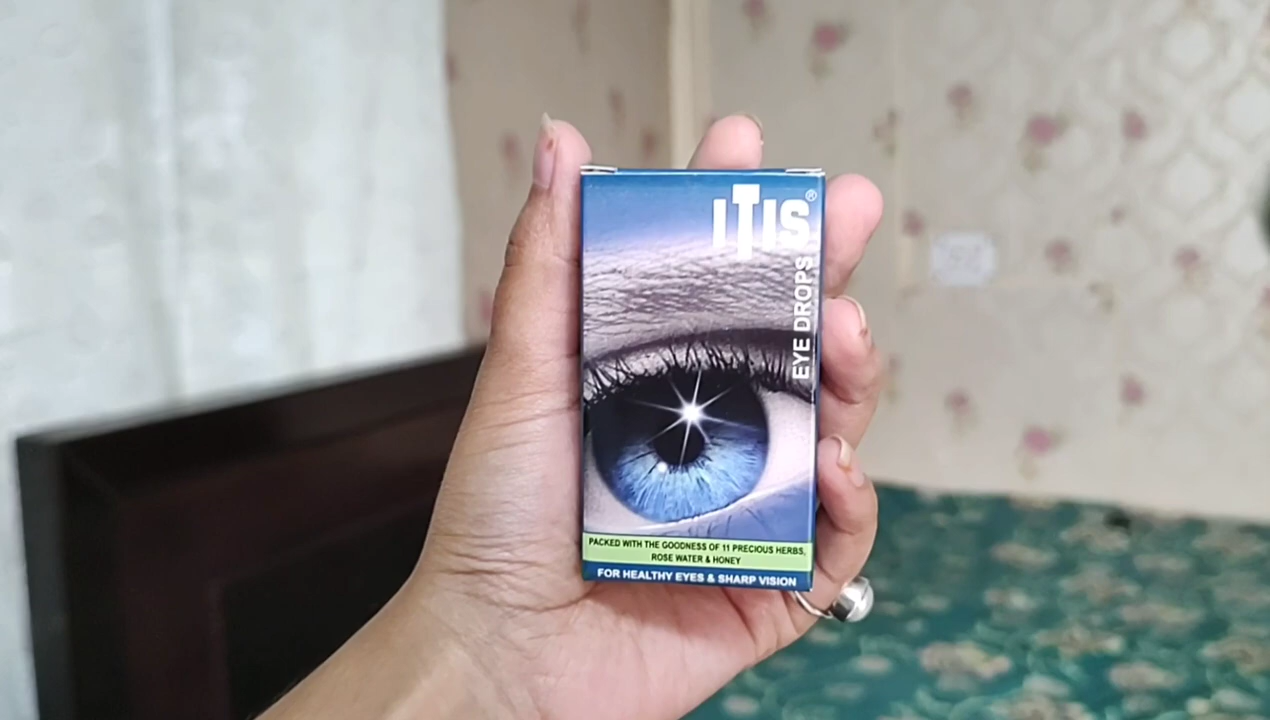 ITIS®
EYE DROPS
PACKED WITH THE GOODNESS OF 11 PRECIOUS HERBS,
ROSE WATER & HONEY
FOR HEALTHY EYES & SHARP VISION